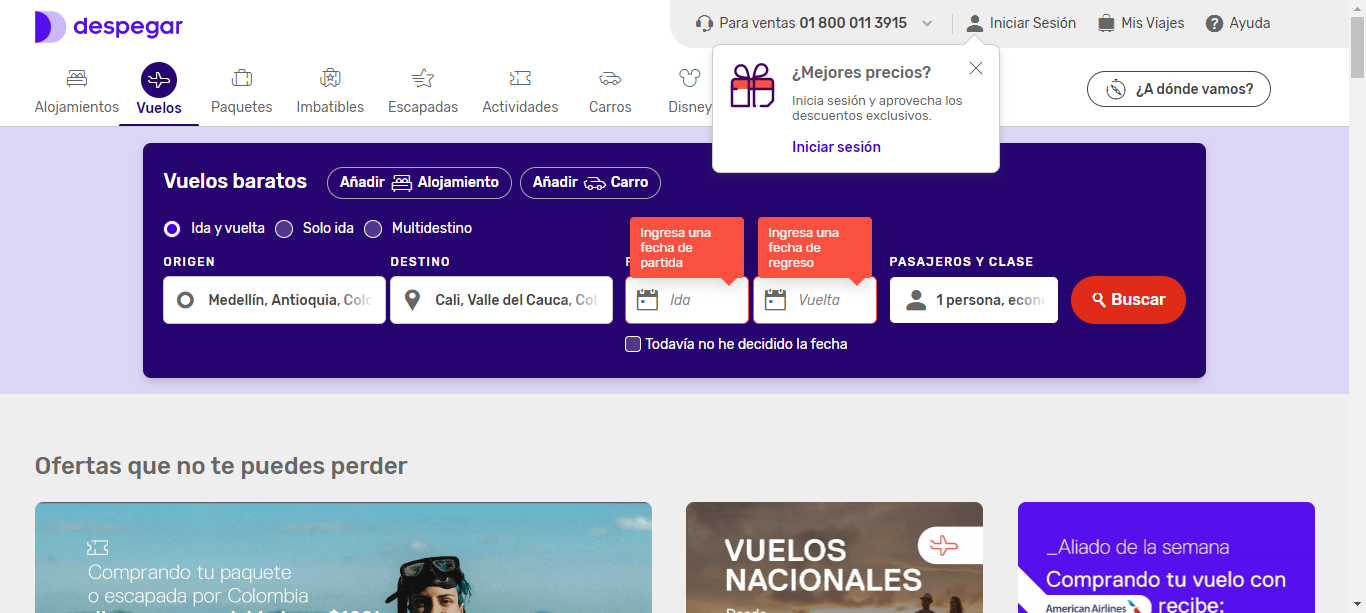 despegar
Para ventas 01 800 011 3915
Iniciar Sesión
Mis Viajes
Ayuda
Alojamientos
Vuelos
Paquetes
Imbatibles
Escapadas
Actividades
Carros
Disney
¿A dónde vamos?
¿Mejores precios?
Inicia sesión y aprovecha los
descuentos exclusivos.
Iniciar sesión
Vuelos baratos
Añadir Alojamiento
Añadir Carro
Ida y vuelta
Solo ida
Multidestino
Ingresa una
fecha de
partida
Ingresa una
fecha de
regreso
ORIGEN
DESTINO
PASAJEROS Y CLASE
Medellín, Antioquia, Colo
Cali, Valle del Cauca, Col
Ida
Vuelta
1 persona, econ
Buscar
Todavía no he decidido la fecha
Ofertas que no te puedes perder
Comprando tu paquete
o escapada por Colombia
VUELOS
NACIONALES
Desde
_Aliado de la semana
Comprando tu vuelo con
American Airlines recibe: